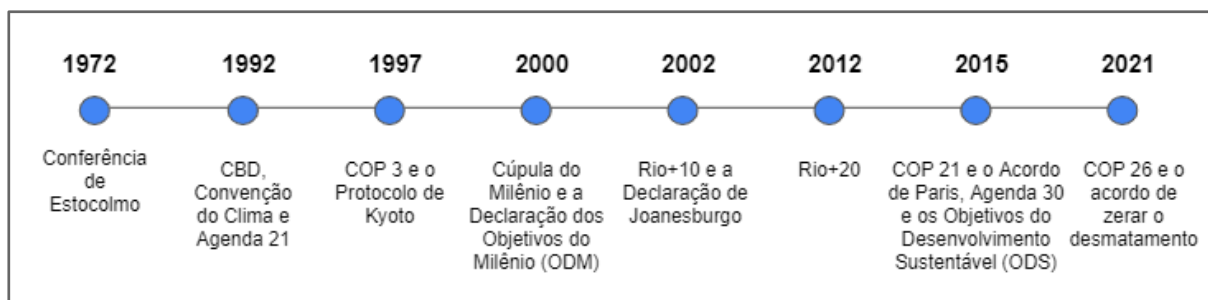 1972
1992
1997
2000
2002
2012
2015
2021
Conferência
de
Estocolmo
CBD,
Convenção
do Clima e
Agenda 21
COP 3 e o
Protocolo de
Kyoto
Cúpula do
Milênio e a
Declaração dos
Objetivos do
Milênio (ODM)
Rio+10 e a
Declaração de
Joanesburgo
Rio+20
COP 21 e o Acordo
de Paris, Agenda 30
e os Objetivos do
Desenvolvimento
Sustentável (ODS)
COP 26 e o
acordo de
zerar o
desmatamento